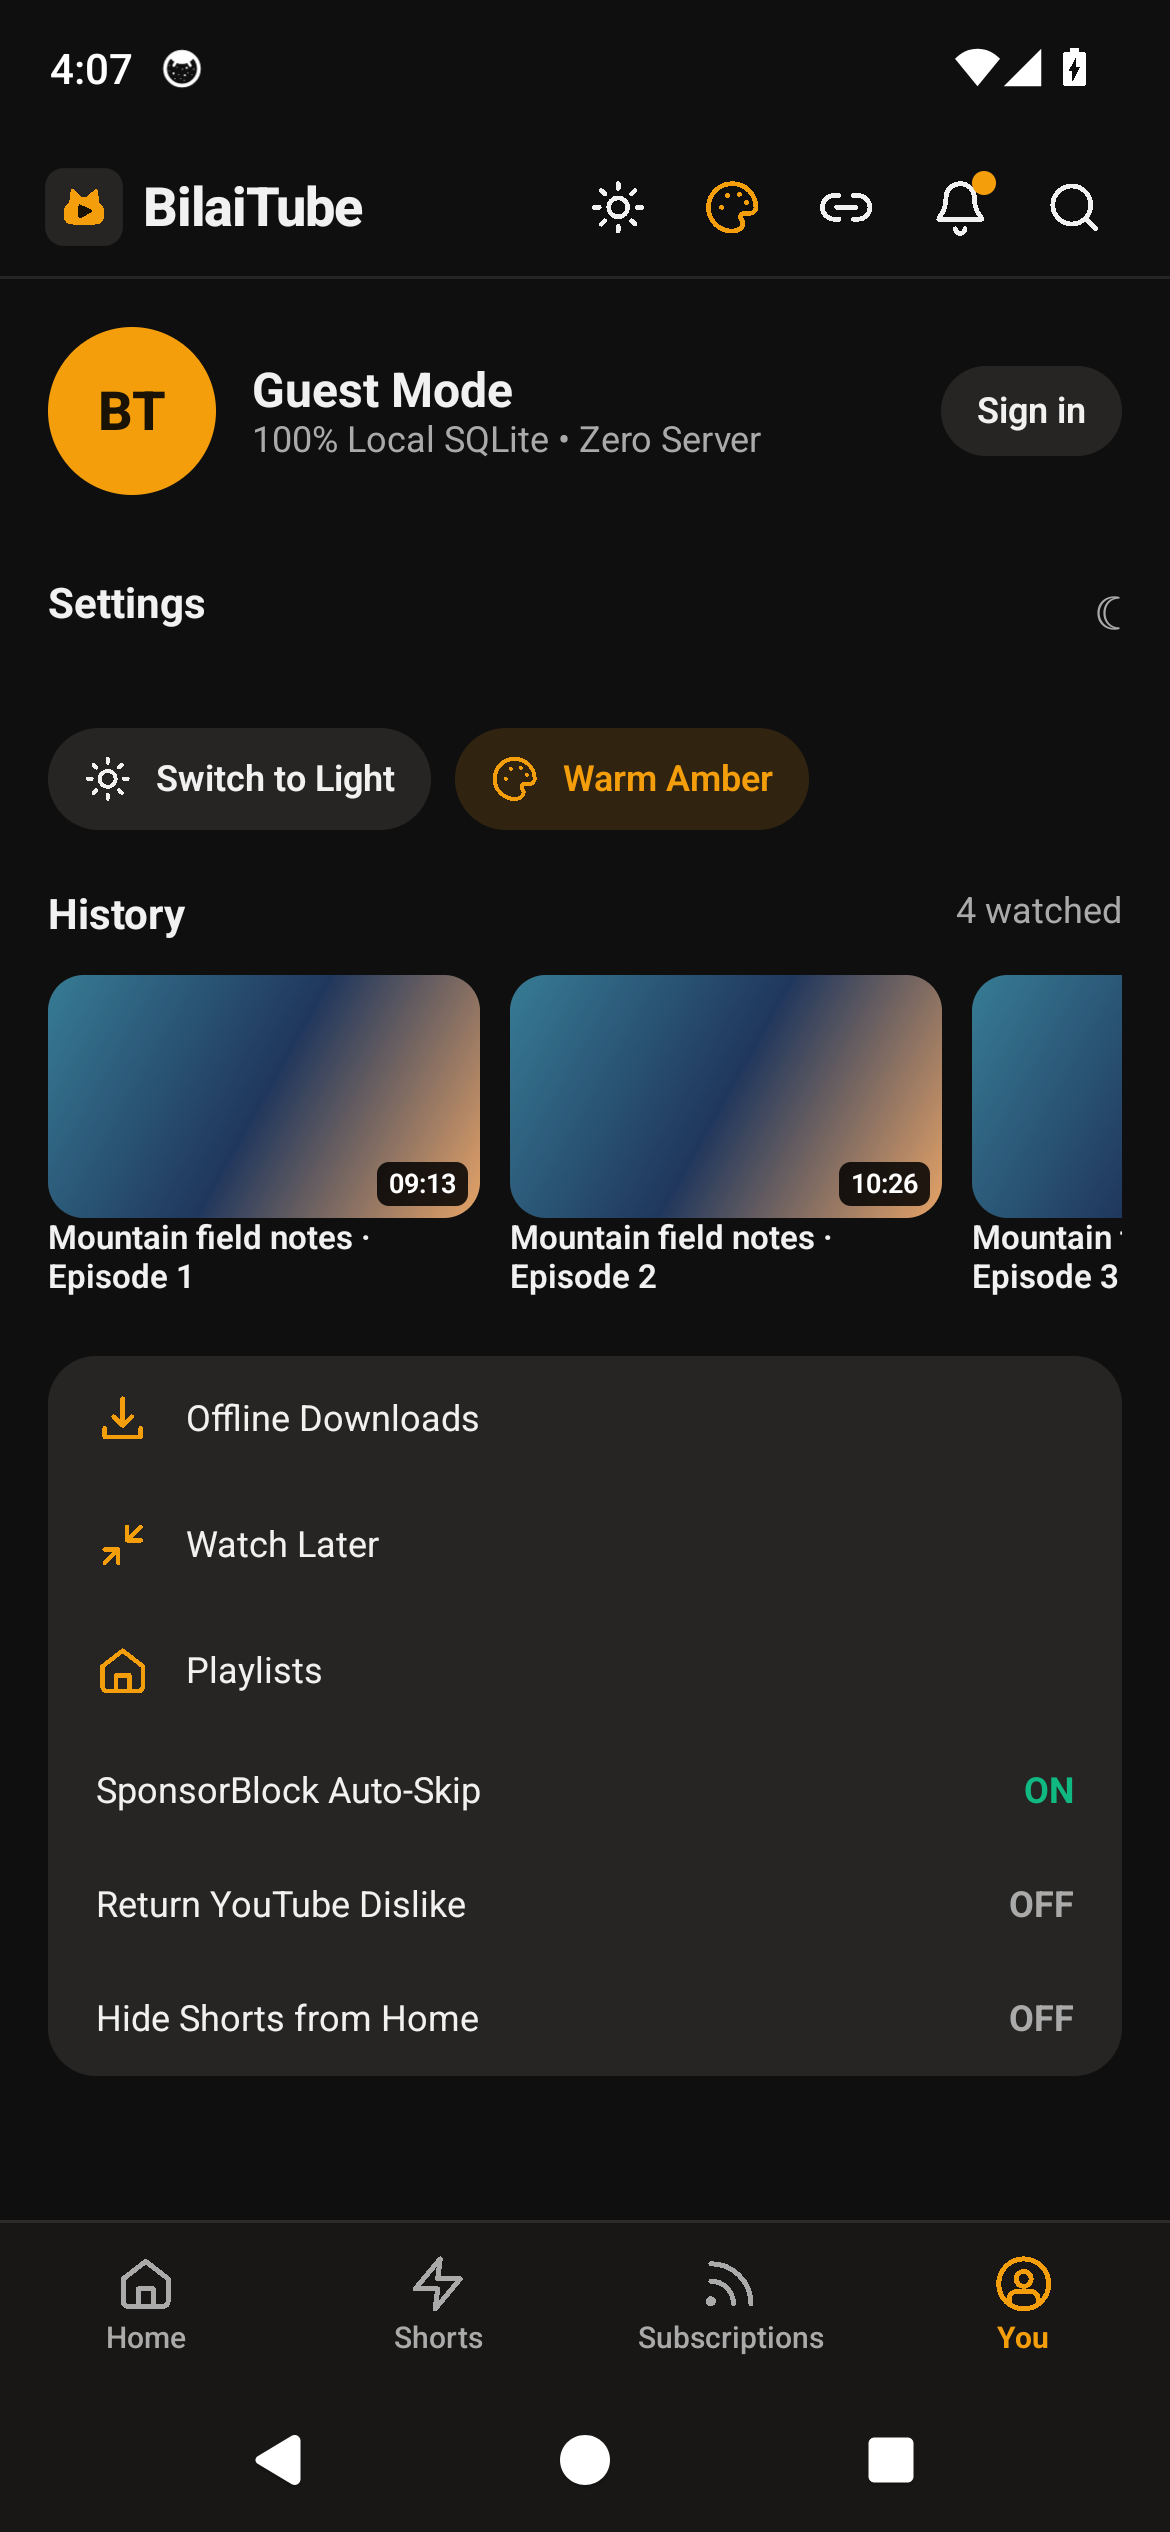 4:07
BilaiTube
BT
Guest Mode
100% Local SQLite • Zero Server
Sign in
Settings
Switch to Light
Warm Amber
History
4 watched
09:13
10:26
Mountain field notes ·
Episode 1
Mountain field notes ·
Episode 2
Mountain
Episode 3
Offline Downloads
Watch Later
Playlists
SponsorBlock Auto-Skip
ON
Return YouTube Dislike
OFF
Hide Shorts from Home
OFF
Home
Shorts
Subscriptions
You